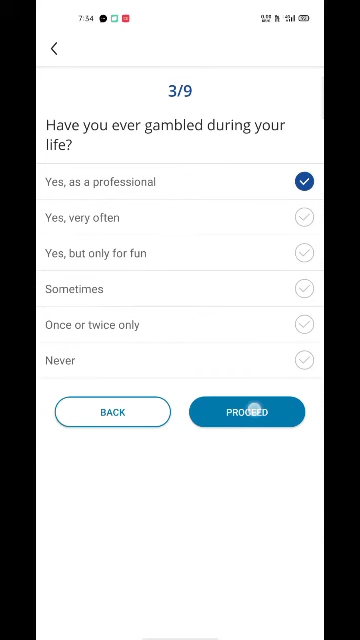 7:34
3/9
Have you ever gambled during your
life?
Yes, as a professional
Yes, very often
Yes, but only for fun
Sometimes
Once or twice only
Never
BACK
PROCEED